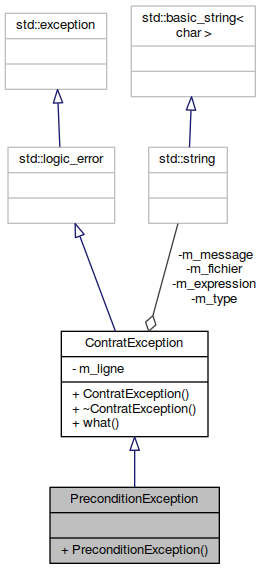 std::exception
std::basic_string<
char >
std::logic_error
std::string
-m_message
-m_fichier
-m_expression
-m_type
ContratException
- m_ligne
+ ContratException()
+ ~ContratException()
+ what()
PreconditionException
+ PreconditionException()